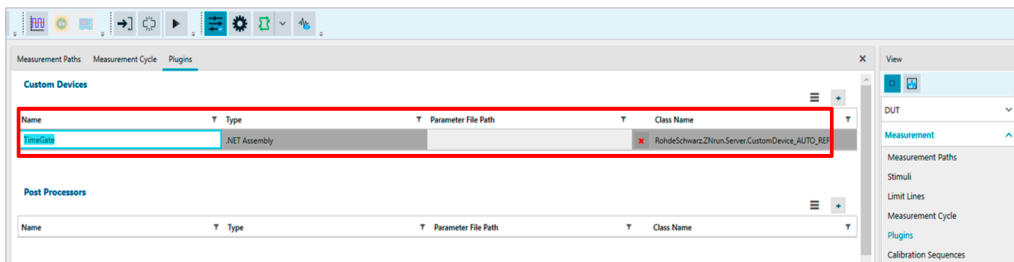 Measurement Paths Measurement Cycle Plugins
Custom Devices
Name Type Parameter File Path Class Name
TimeGate .NET Assembly RohdeSchwarz.ZNrun.Server.CustomDevice_AUTO_REF
Post Processors
Name Type Parameter File Path Class Name
View
DUT
Measurement
Measurement Paths
Stimuli
Limit Lines
Measurement Cycle
Plugins
Calibration Sequences